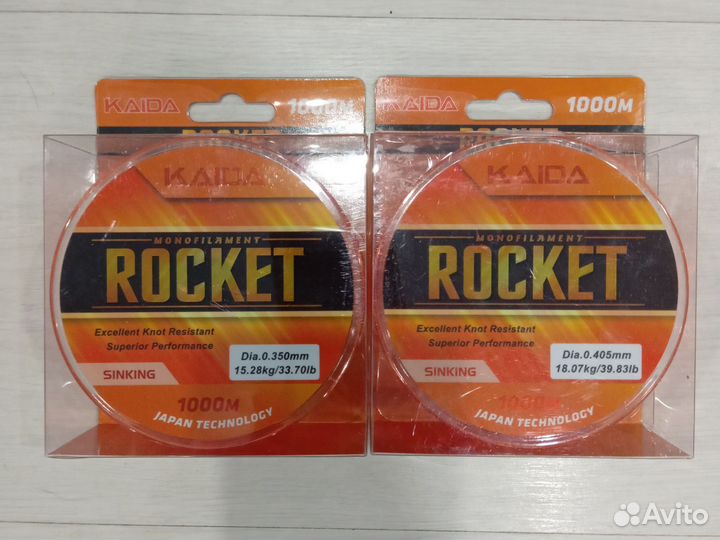 KAIDA 1000M
ROCKET
KAIDA
MONOFILAMENT
ROCKET
Excellent Knot Resistant
Superior Performance
Dia.0.350mm
15.28kg/33.70lb
SINKING
1000M
JAPAN TECHNOLOGY
KAIDA 1000M
ROCKET
KAIDA
MONOFILAMENT
ROCKET
Excellent Knot Resistant
Superior Performance
Dia.0.405mm
18.07kg/39.83lb
SINKING
1000M
JAPAN TECHNOLOGY
Avito